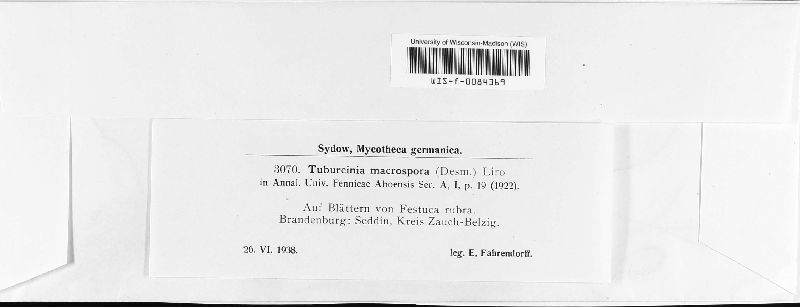 University of Wisconsin-Madison (WIS)
WIS-f-0084369
Sydow, Mycotheca germanica.
3070. Tuburcinia macrospora (Desm.) Liro
in Annal. Univ. Fennicae Aboensis Ser. A, I, p. 19 (1922).
Auf Blättern von Festuca rubra.
Brandenburg: Seddin, Kreis Zauch-Belzig.
26. VI. 1938.
leg. E. Fahrendorff.